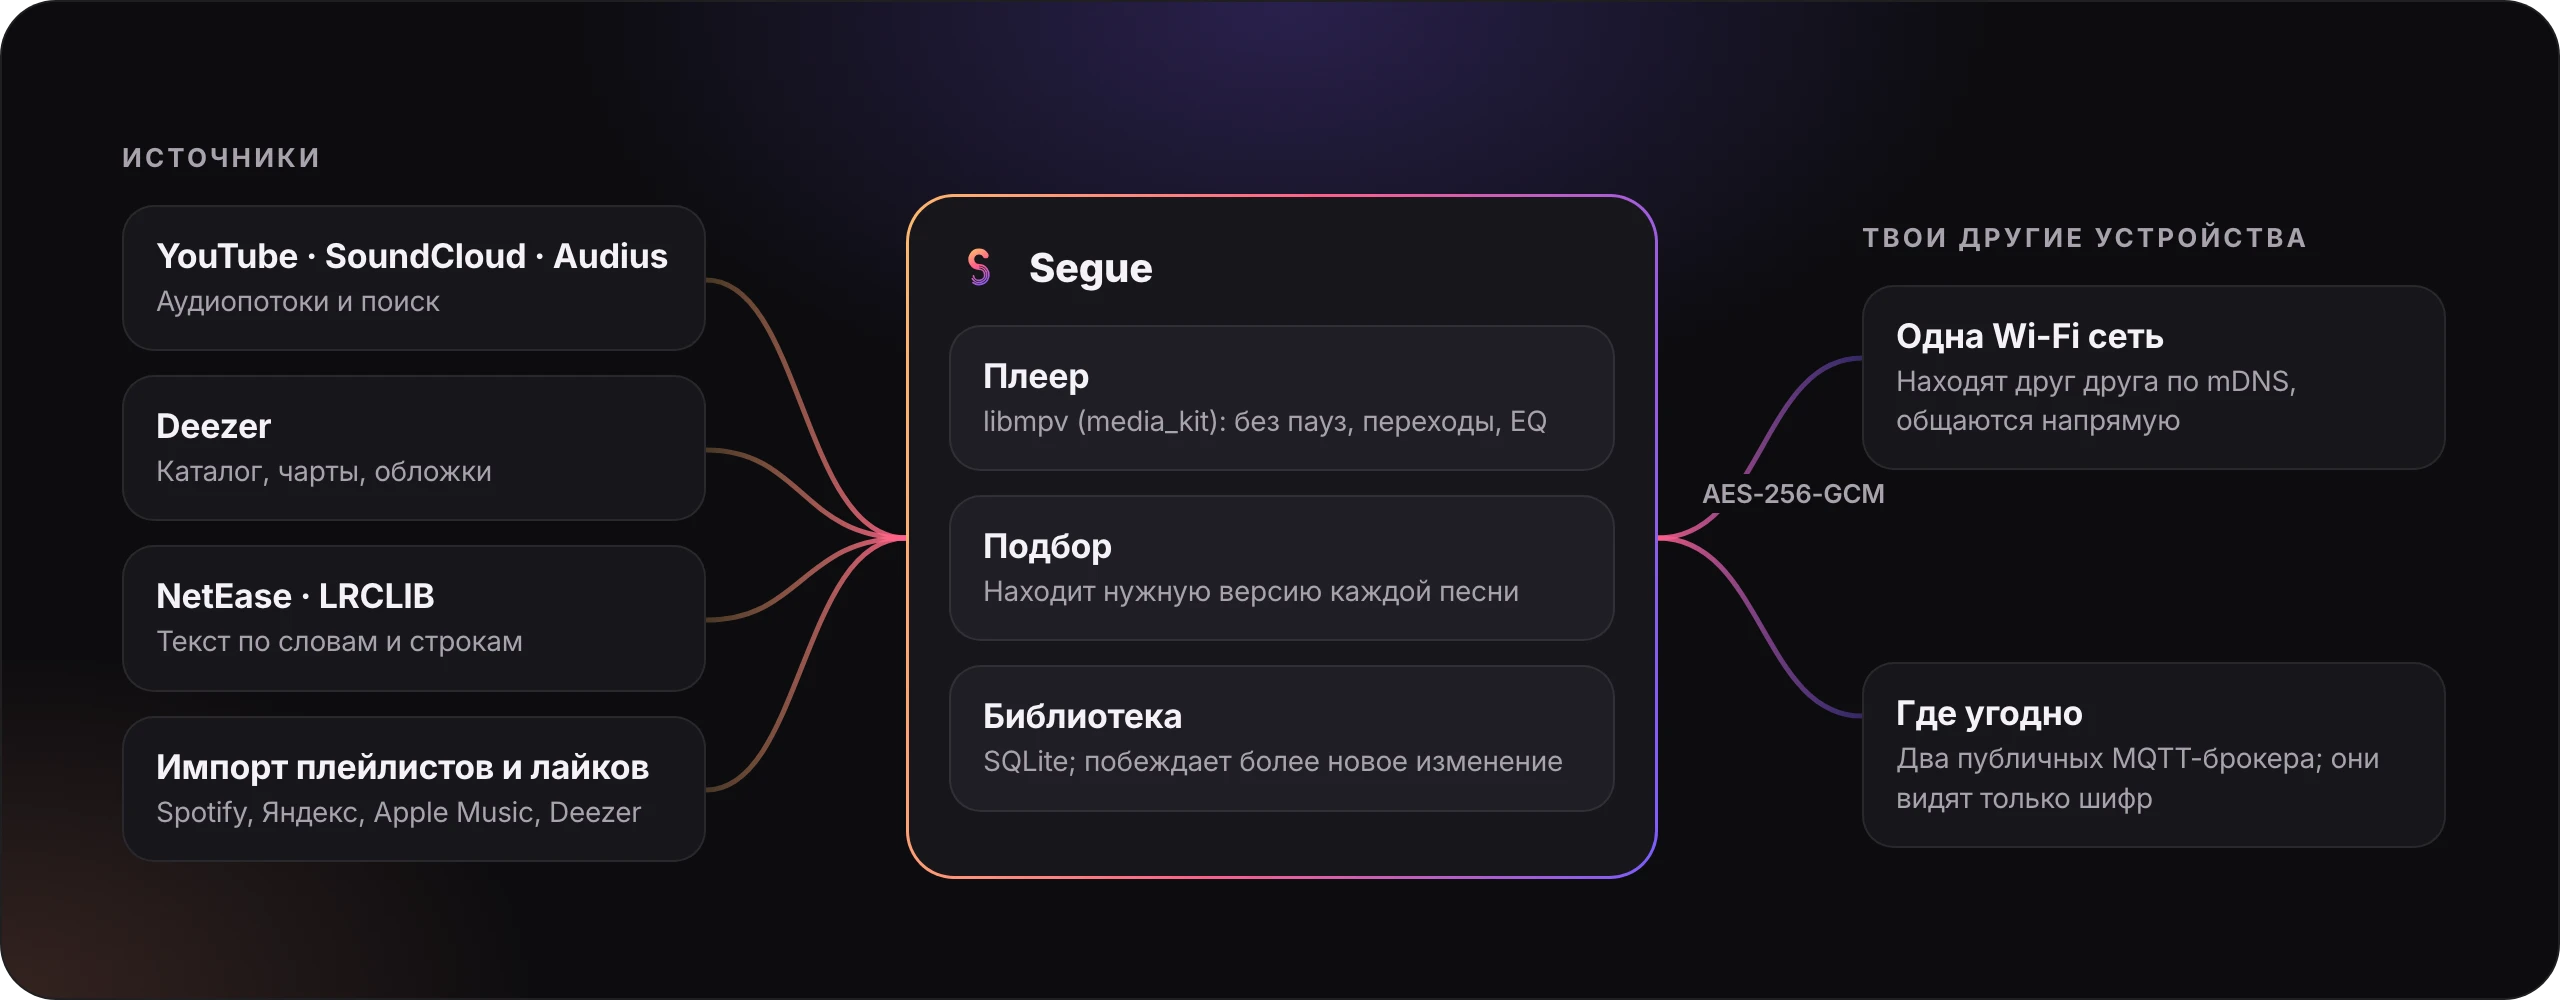 ИСТОЧНИКИ
YouTube · SoundCloud · Audius
Аудиопотоки и поиск
Deezer
Каталог, чарты, обложки
NetEase · LRCLIB
Текст по словам и строкам
Импорт плейлистов и лайков
Spotify, Яндекс, Apple Music, Deezer
Segue
Плеер
libmpv (media_kit): без пауз, переходы, EQ
Подбор
Находит нужную версию каждой песни
Библиотека
SQLite; побеждает более новое изменение
AES-256-GCM
ТВОИ ДРУГИЕ УСТРОЙСТВА
Одна Wi-Fi сеть
Находят друг друга по mDNS,
общаются напрямую
Где угодно
Два публичных MQTT-брокера; они
видят только шифр